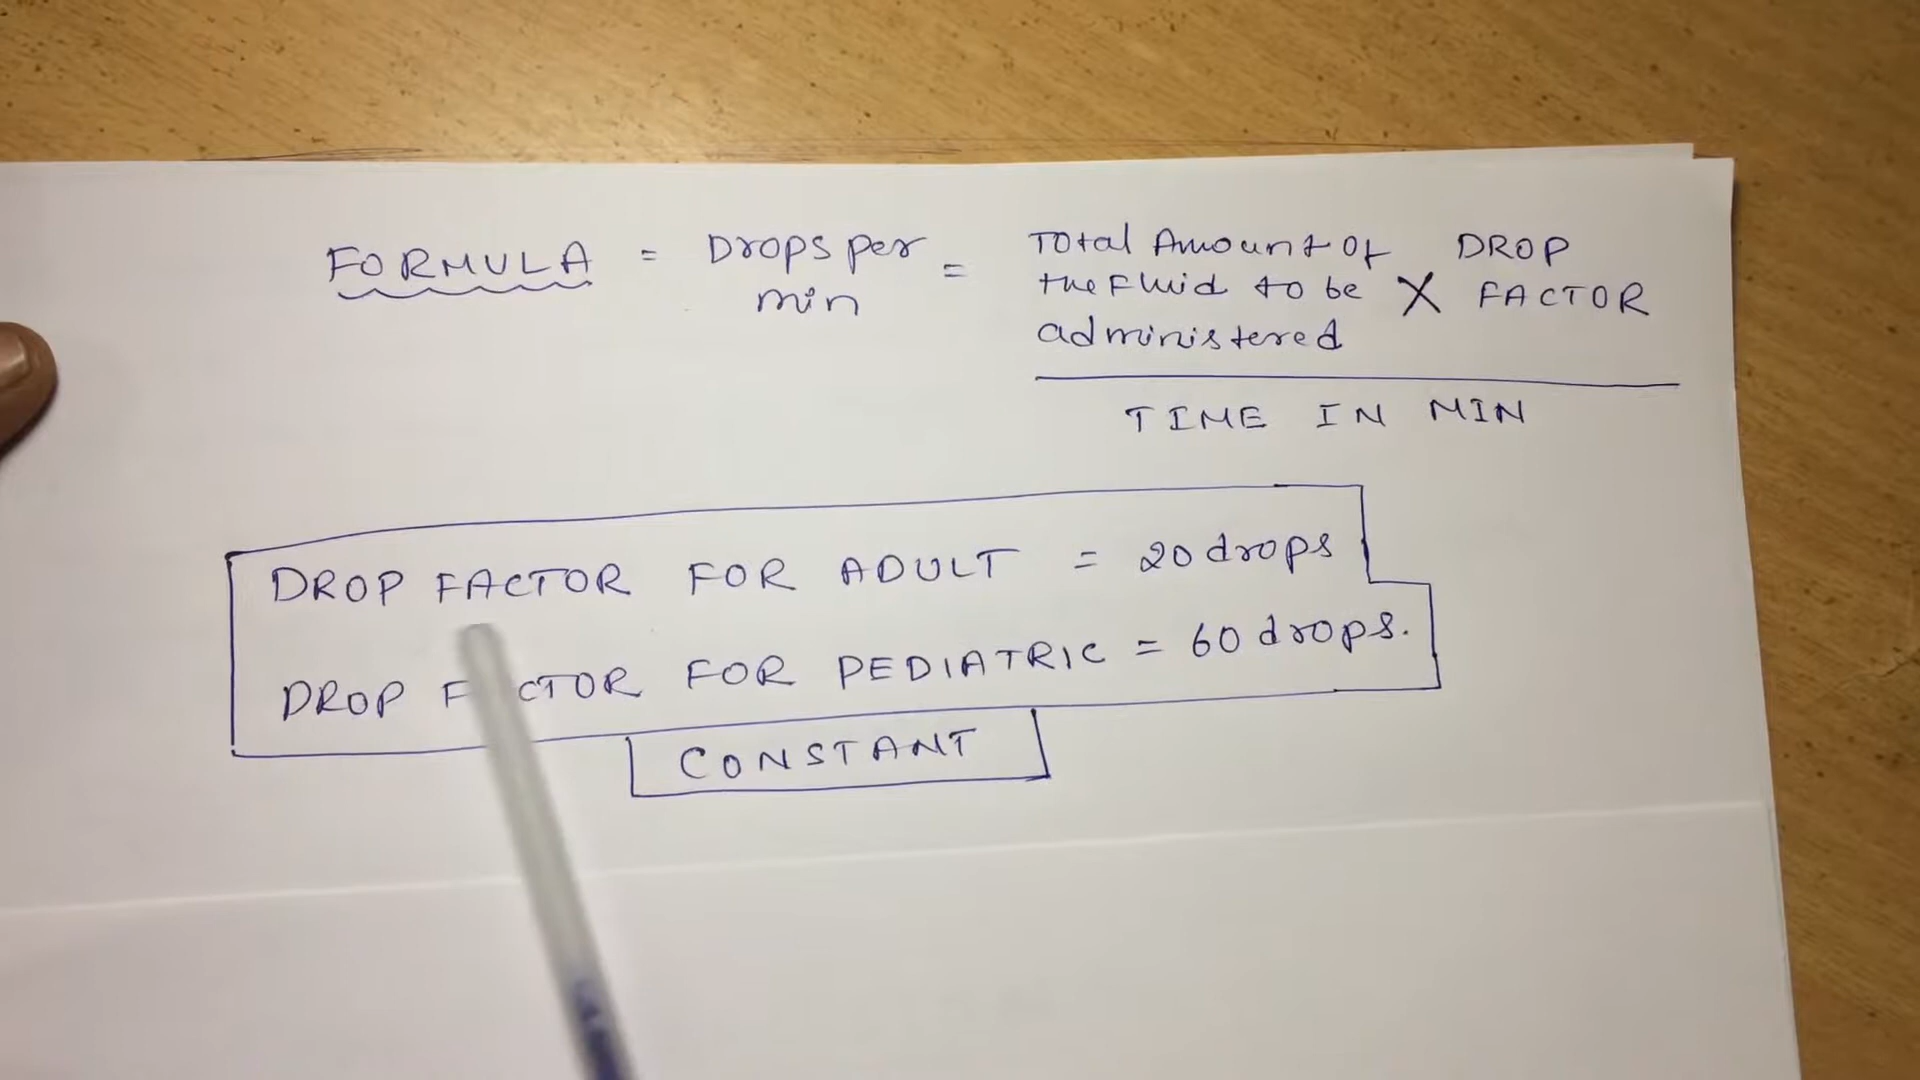 FORMULA = Drops per min = Total Amount Of the Fluid to be administered X DROP FACTOR
TIME IN MIN
DROP FACTOR FOR ADULT = 20 drops
DROP FACTOR FOR PEDIATRIC = 60 drops.
CONSTANT